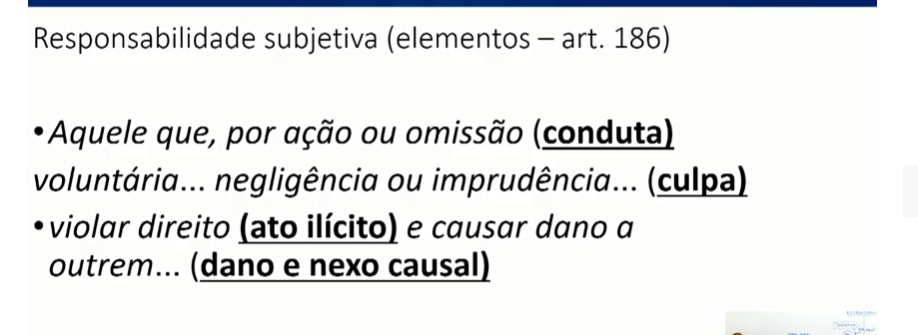 Responsabilidade subjetiva (elementos – art. 186)
•Aquele que, por ação ou omissão (conduta)
voluntária... negligência ou imprudência... (culpa)
•violar direito (ato ilícito) e causar dano a
outrem... (dano e nexo causal)